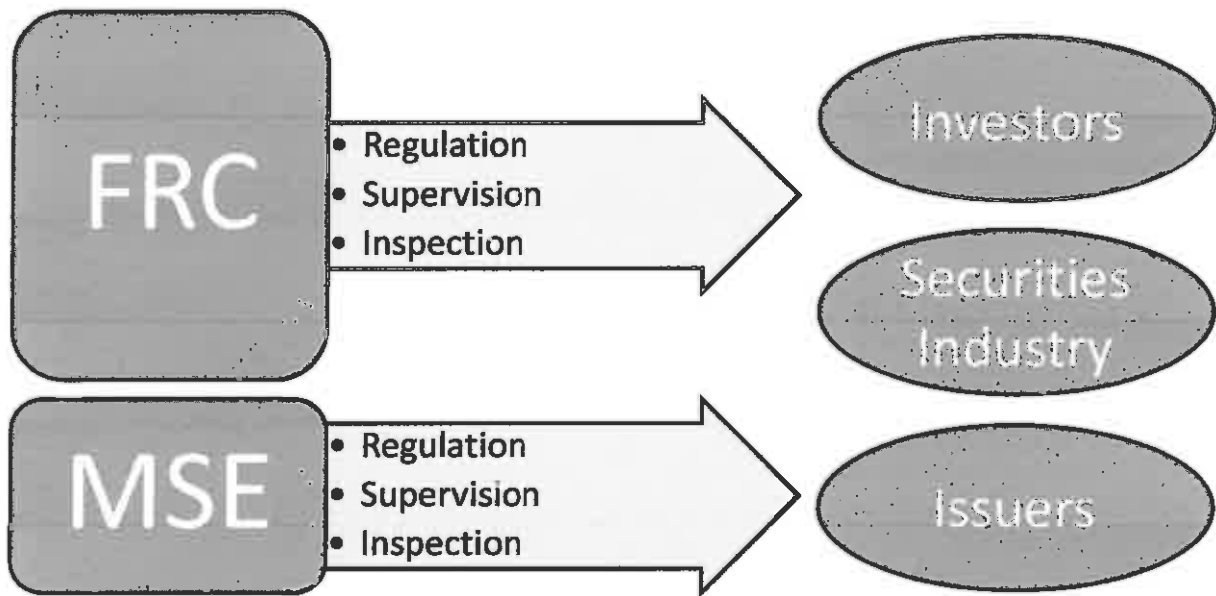 FRC
• Regulation
• Supervision
• Inspection
MSE
• Regulation
• Supervision
• Inspection
Investors
Securities
Industry
Issuers